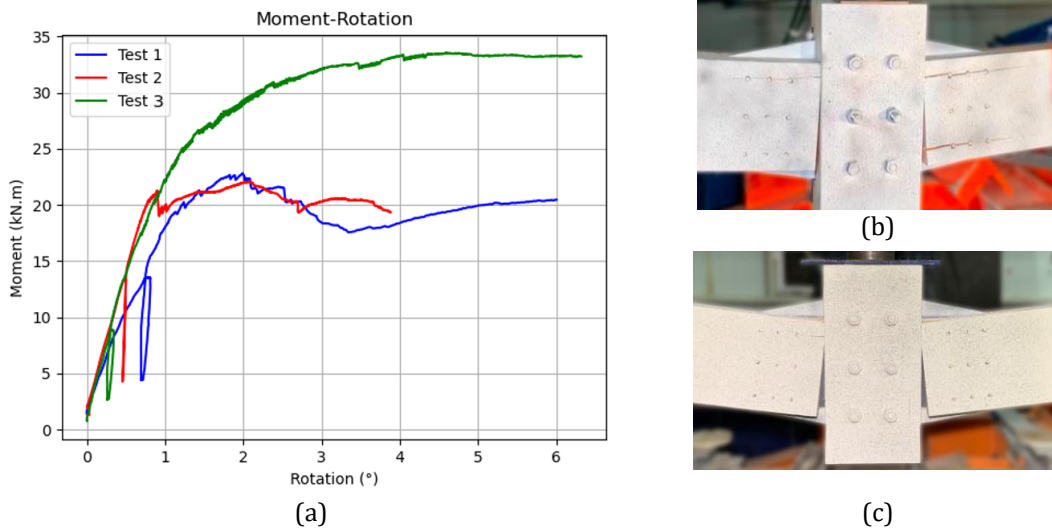 Moment-Rotation
Moment (kN.m)
35
30
25
20
15
10
5
0
Test 1
Test 2
Test 3
0 1 2 3 4 5 6
Rotation (°)
(a)
(b)
(c)